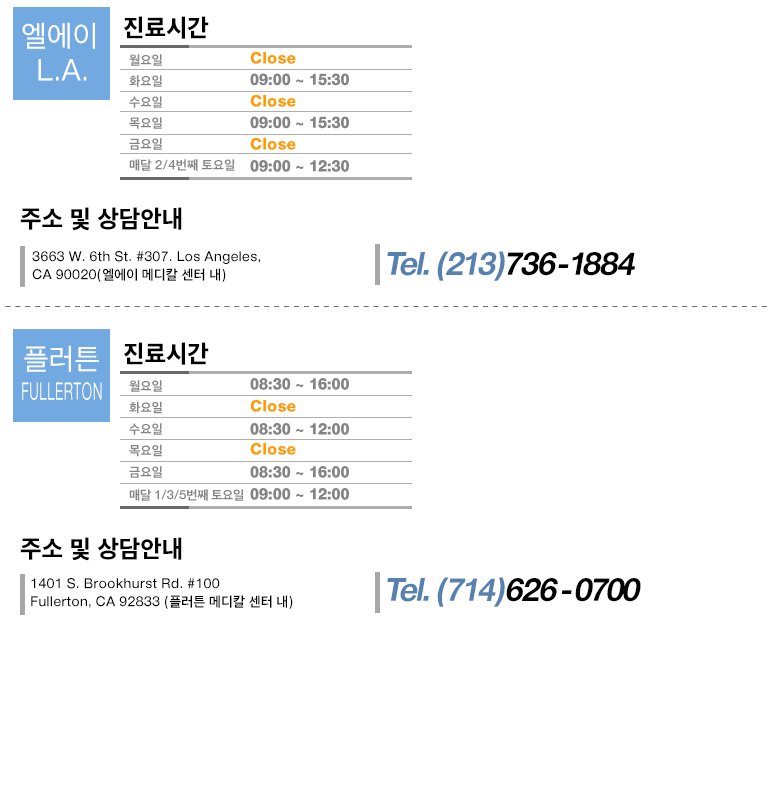 엘에이
L.A.
진료시간
월요일 Close
화요일 09:00 ~ 15:30
수요일 Close
목요일 09:00 ~ 15:30
금요일 Close
매달 2/4번째 토요일 09:00 ~ 12:30
주소 및 상담안내
3663 W. 6th St. #307. Los Angeles,
CA 90020(엘에이 메디칼 센터 내)
Tel. (213)736-1884
플러튼
FULLERTON
진료시간
월요일 08:30 ~ 16:00
화요일 Close
수요일 08:30 ~ 12:00
목요일 Close
금요일 08:30 ~ 16:00
매달 1/3/5번째 토요일 09:00 ~ 12:00
주소 및 상담안내
1401 S. Brookhurst Rd. #100
Fullerton, CA 92833 (플러튼 메디칼 센터 내)
Tel. (714)626-0700